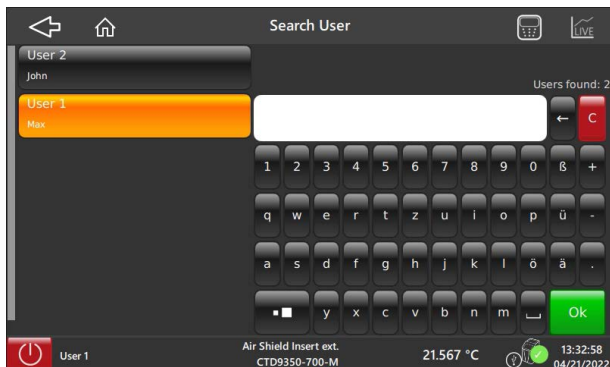 Search User
LIVE
User 2
John
Users found: 2
User 1
Max
← C
1 2 3 4 5 6 7 8 9 0 ß +
q w e r t z u i o p ü -
a s d f g h j k l ö ä .
y x c v b n m Ok
User 1
Air Shield Insert ext.
CTD9350-700-M
21.567 °C
13:32:58
04/21/2022